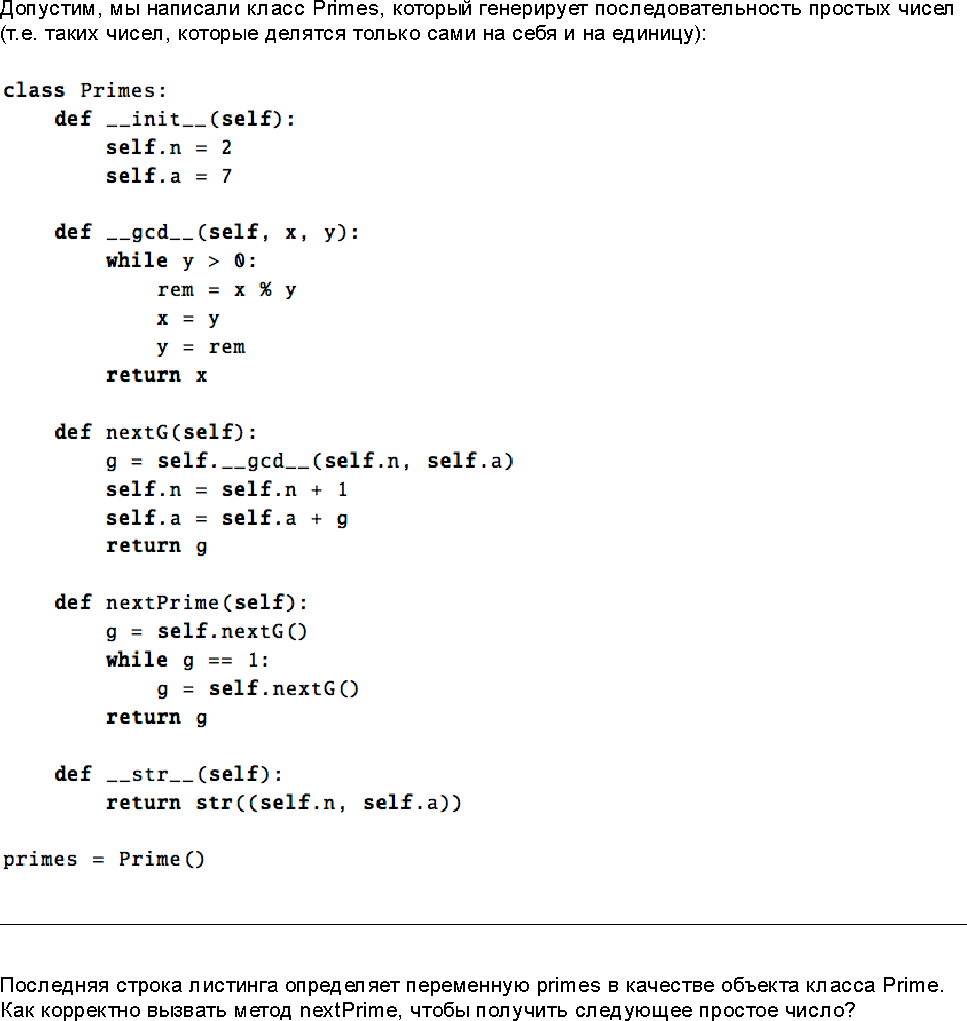 Допустим, мы написали класс Primes, который генерирует последовательность простых чисел
(т.е. таких чисел, которые делятся только сами на себя и на единицу):
class Primes:
    def __init__(self):
        self.n = 2
        self.a = 7
    def __gcd__(self, x, y):
        while y > 0:
            rem = x % y
            x = y
            y = rem
        return x
    def nextG(self):
        g = self.__gcd__(self.n, self.a)
        self.n = self.n + 1
        self.a = self.a + g
        return g
    def nextPrime(self):
        g = self.nextG()
        while g == 1:
            g = self.nextG()
        return g
    def __str__(self):
        return str((self.n, self.a))
primes = Prime()
Последняя строка листинга определяет переменную primes в качестве объекта класса Prime.
Как корректно вызвать метод nextPrime, чтобы получить следующее простое число?